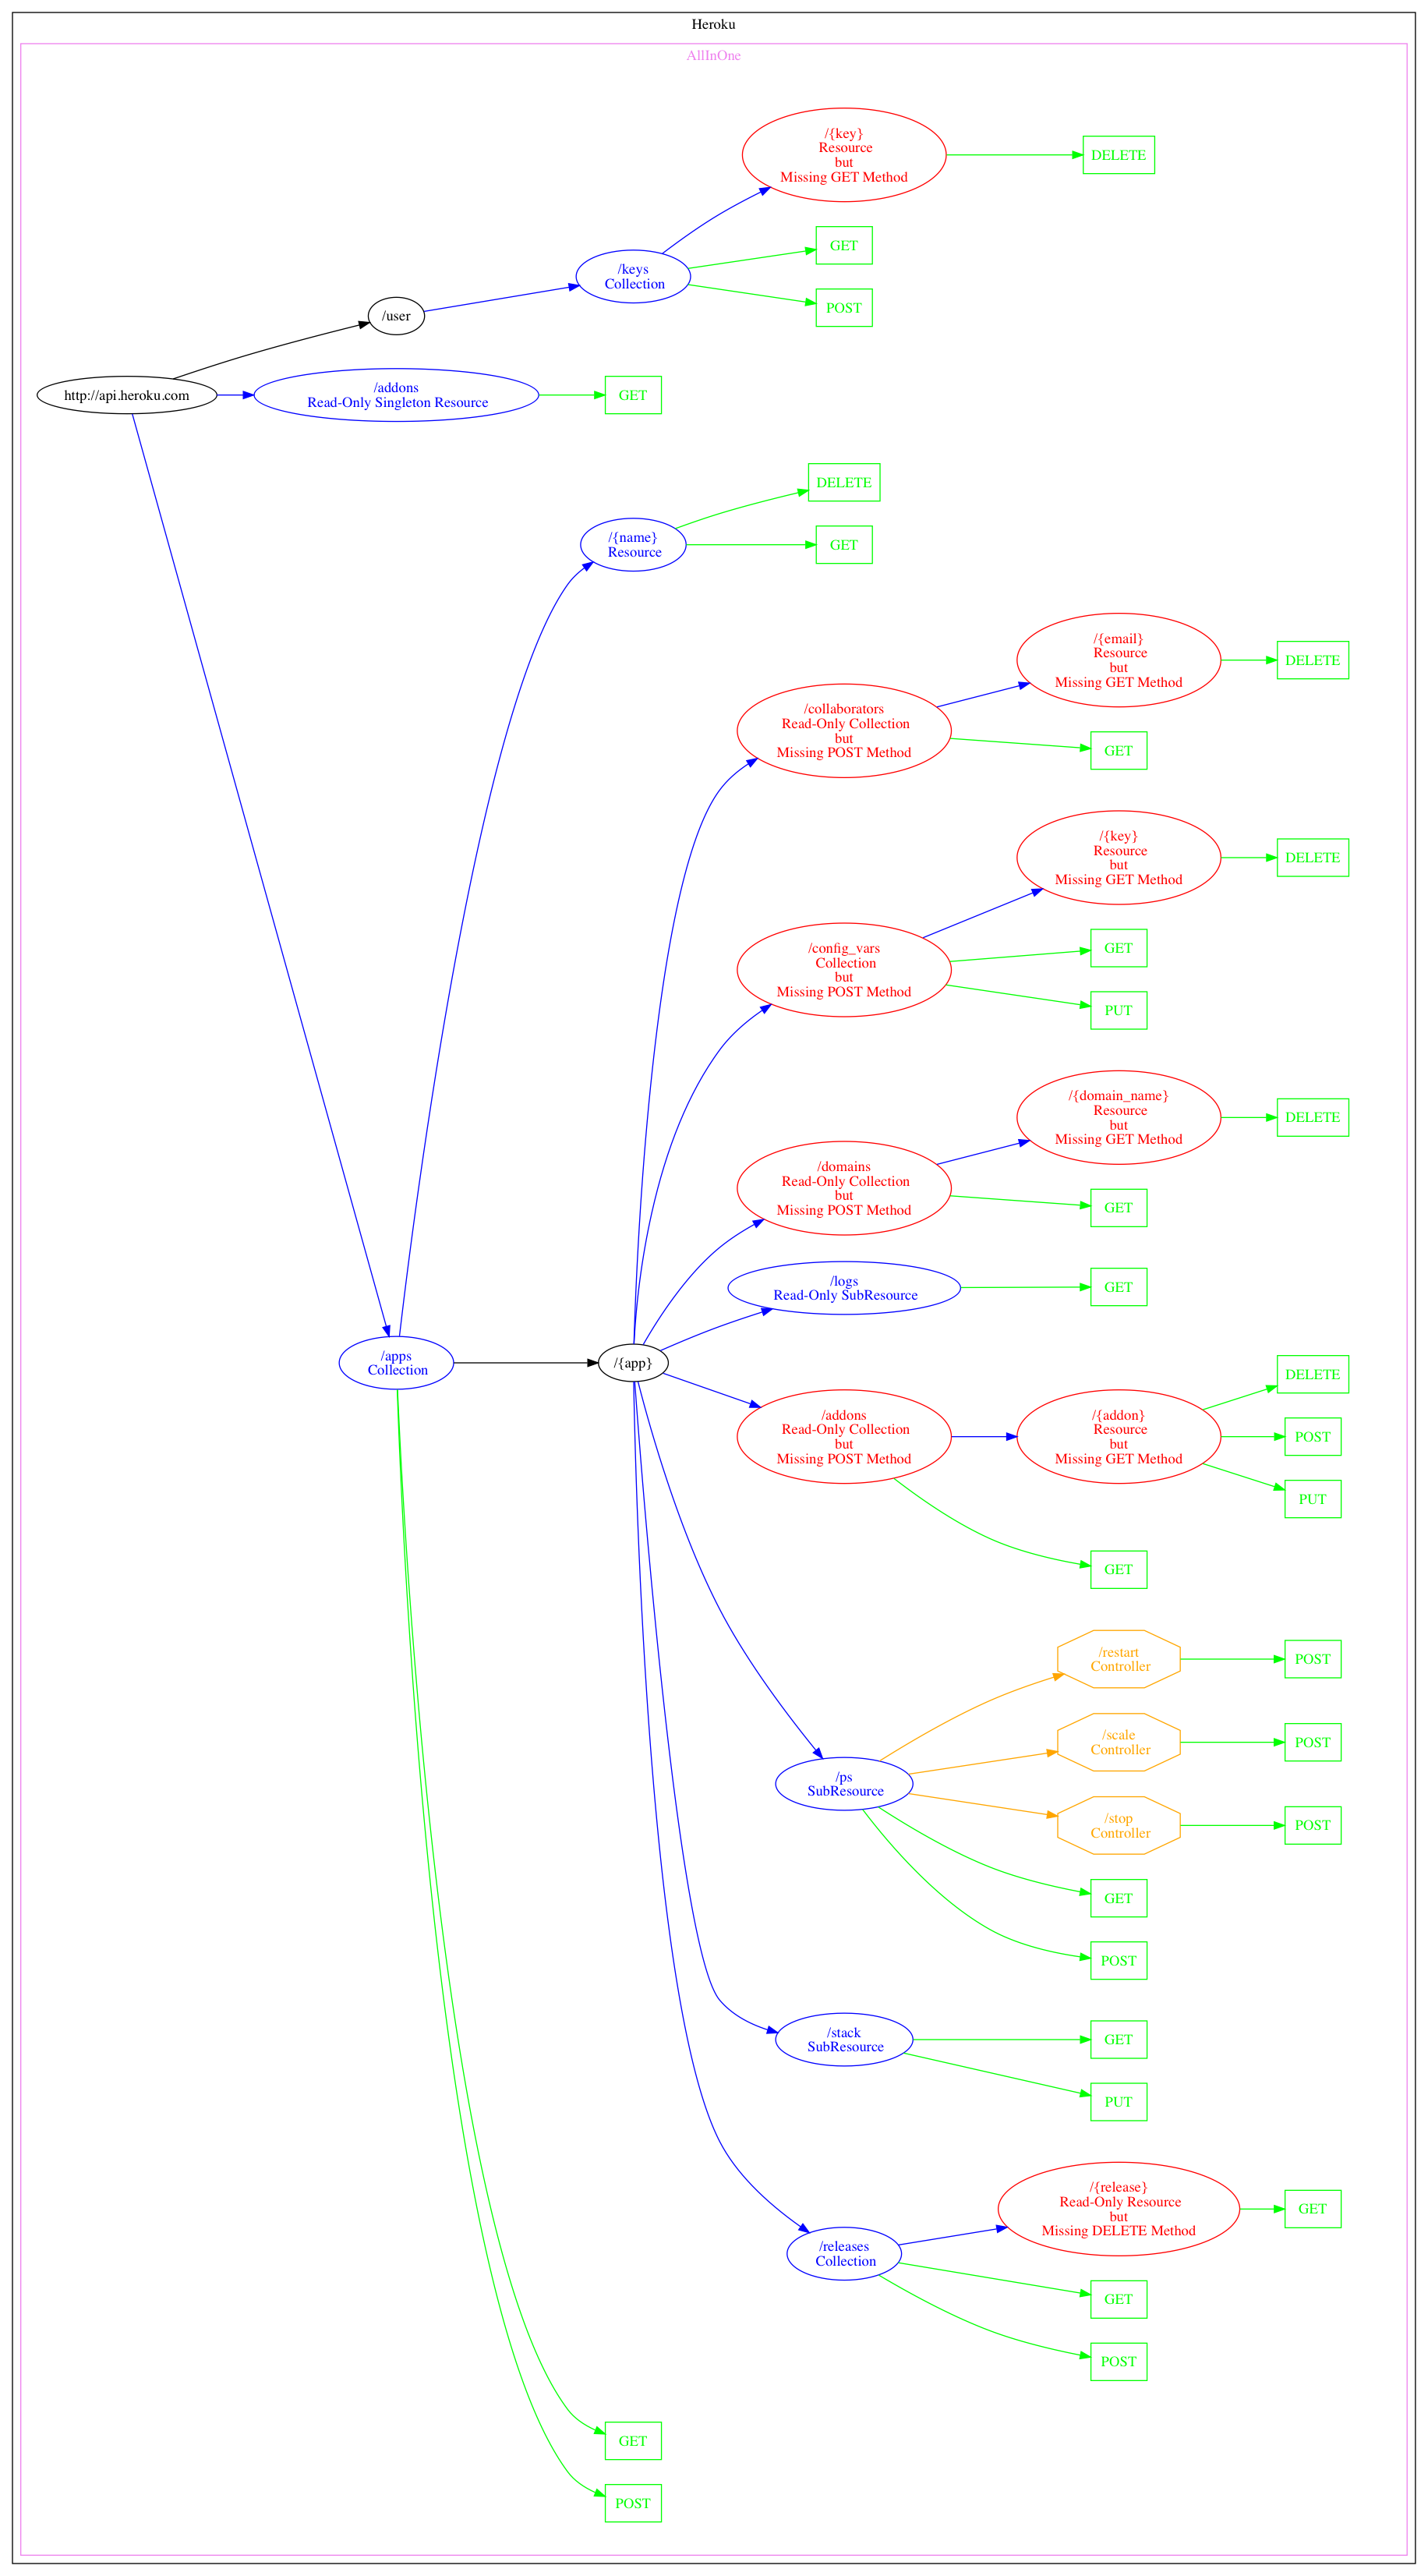 Heroku
AllInOne
/{key}
Resource
but
Missing GET Method
DELETE
GET
/keys
Collection
POST
/user
http://api.heroku.com
/addons
Read-Only Singleton Resource
GET
DELETE
/{name}
Resource
GET
/{email}
Resource
but
Missing GET Method
DELETE
/collaborators
Read-Only Collection
but
Missing POST Method
GET
/{key}
Resource
but
Missing GET Method
DELETE
/config_vars
Collection
but
Missing POST Method
GET
PUT
/{domain_name}
Resource
but
Missing GET Method
DELETE
/domains
Read-Only Collection
but
Missing POST Method
GET
/logs
Read-Only SubResource
GET
/apps
Collection
/{app}
/addons
Read-Only Collection
but
Missing POST Method
/{addon}
Resource
but
Missing GET Method
DELETE
POST
PUT
GET
/restart
Controller
POST
/scale
Controller
POST
/ps
SubResource
/stop
Controller
POST
GET
POST
/stack
SubResource
GET
PUT
/{release}
Read-Only Resource
but
Missing DELETE Method
GET
/releases
Collection
GET
POST
GET
POST